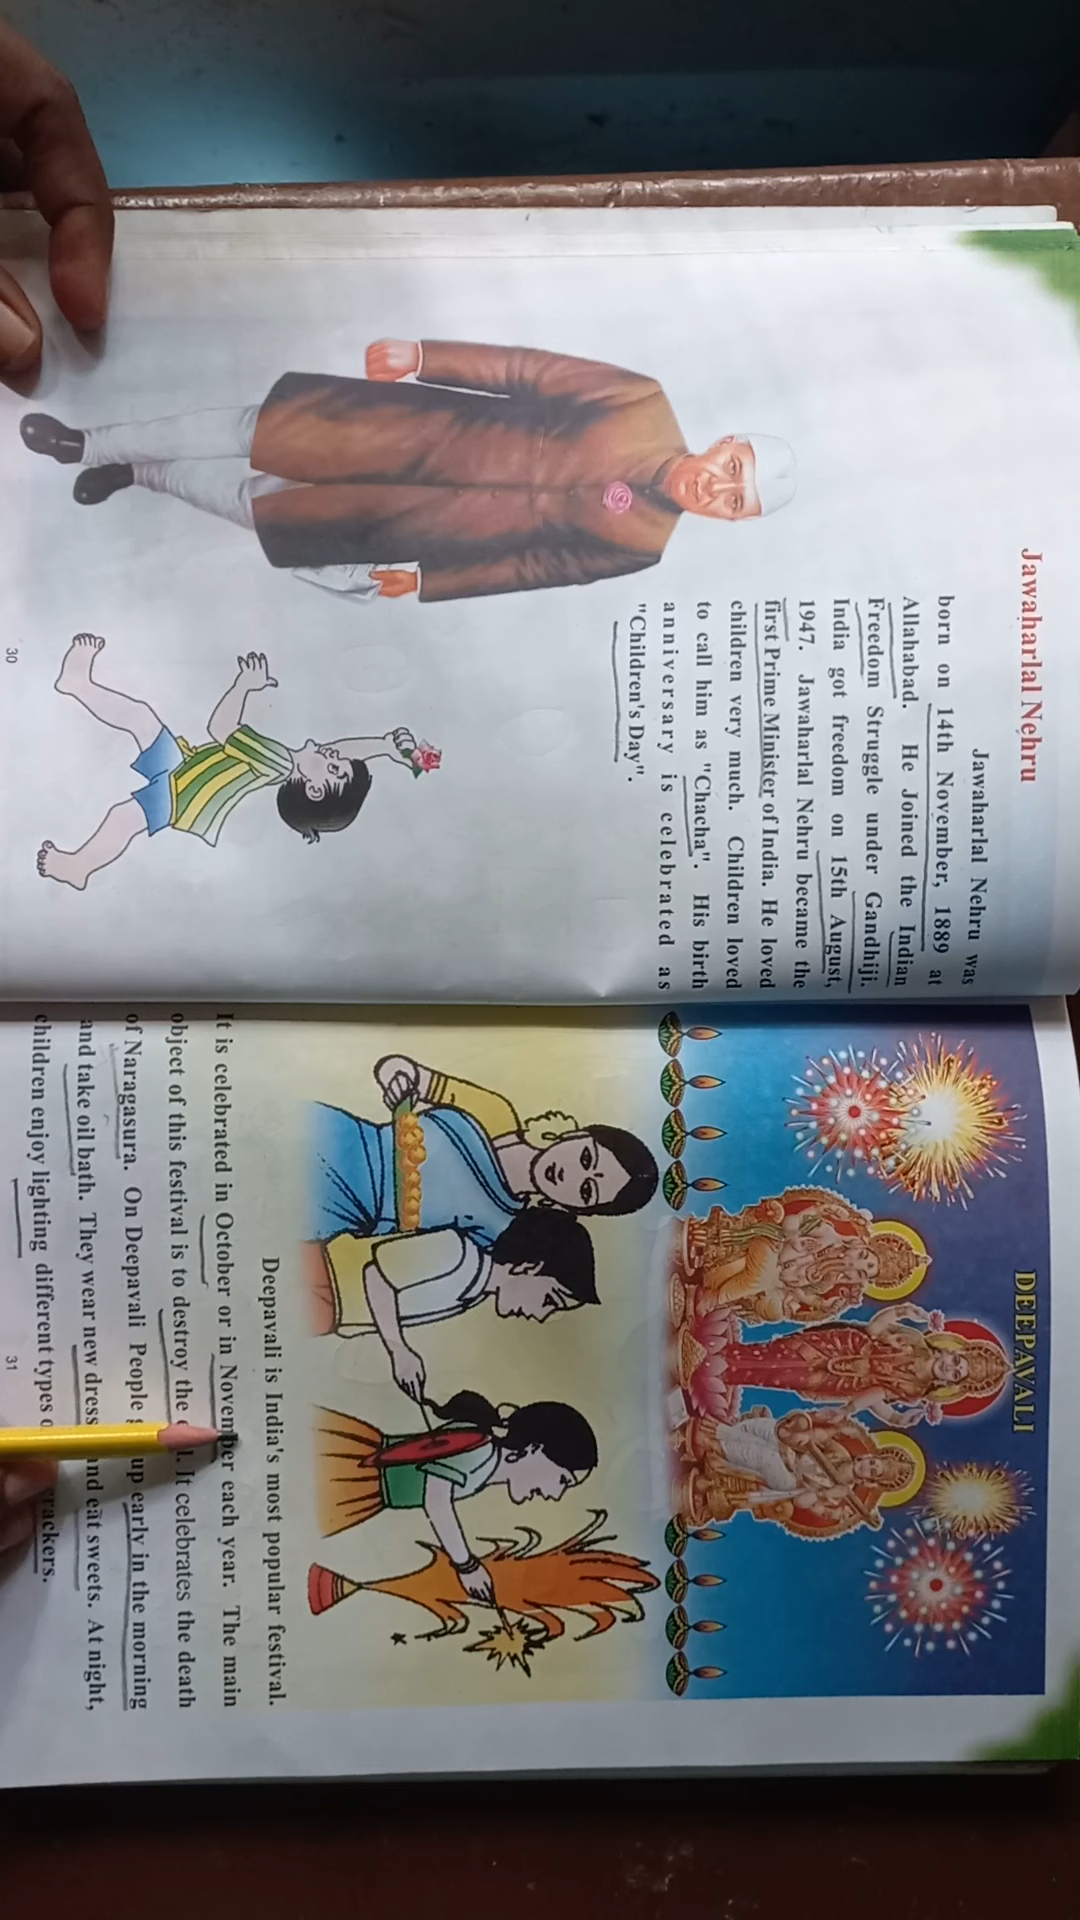 Jawaharlal Nehru
Jawaharlal Nehru was
born on 14th November, 1889 at
Allahabad. He Joined the Indian
Freedom Struggle under Gandhiji.
India got freedom on 15th August,
1947. Jawaharlal Nehru became the
first Prime Minister of India. He loved
children very much. Children loved
to call him as "Chacha". His birth
anniversary is celebrated as
"Children's Day".
30
DEEPAVALI
Deepavali is India's most popular festival.
It is celebrated in October or in November each year. The main
object of this festival is to destroy the It celebrates the death
of Naragasura. On Deepavali People up early in the morning
and take oil bath. They wear new dress and eat sweets. At night,
children enjoy lighting different types crackers.
31